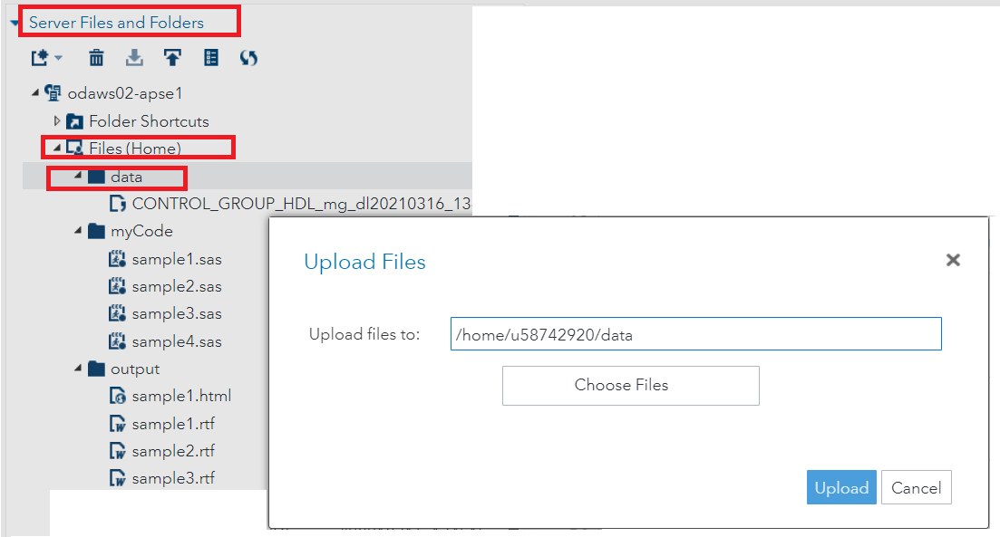 Server Files and Folders
odaws02-apse1
Folder Shortcuts
Files (Home)
data
CONTROL_GROUP_HDL_mg_dl20210316_13
myCode
sample1.sas
sample2.sas
sample3.sas
sample4.sas
output
sample1.html
sample1.rtf
sample2.rtf
sample3.rtf
Upload Files
Upload files to:
/home/u58742920/data
Choose Files
Upload
Cancel